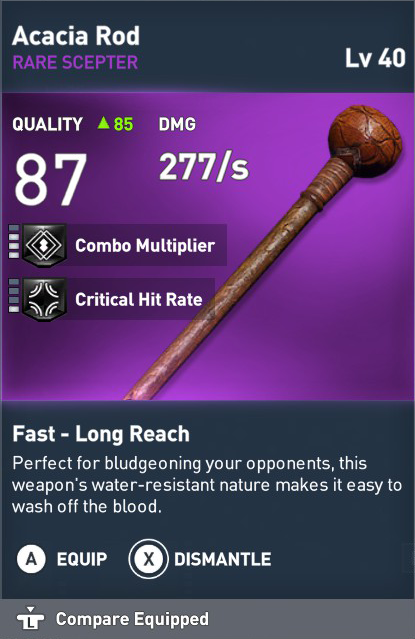 Acacia Rod
RARE SCEPTER
Lv 40
QUALITY 85 DMG
87 277/s
Combo Multiplier
Critical Hit Rate
Fast - Long Reach
Perfect for bludgeoning your opponents, this
weapon's water-resistant nature makes it easy to
wash off the blood.
A EQUIP X DISMANTLE
L Compare Equipped